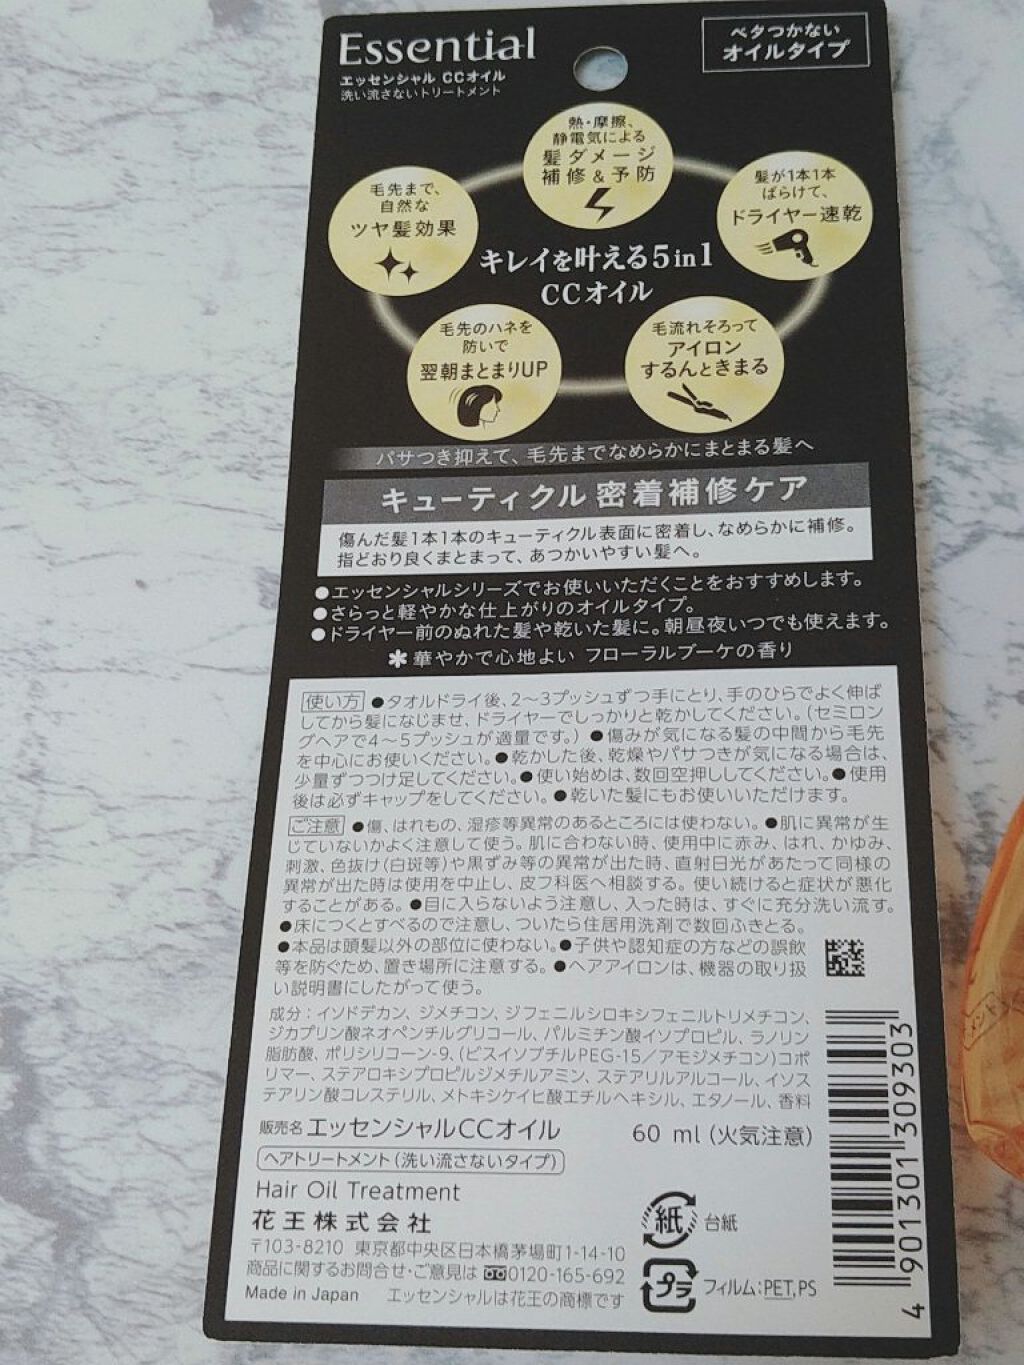 Essential
エッセンシャル CCオイル
洗い流さないトリートメント
ベタつかない
オイルタイプ
熱・摩擦、
静電気による
髪ダメージ
補修&予防
毛先まで、
自然な
ツヤ髪効果
髪が1本1本
ばらけて、
ドライヤー速乾
キレイを叶える5in1
CCオイル
毛先のハネを
防いで
翌朝まとまりUP
毛流れそろって
アイロン
するんときまる
パサつき抑えて、毛先までなめらかにまとまる髪へ
キューティクル 密着補修ケア
傷んだ髪1本1本のキューティクル表面に密着し、なめらかに補修。
指どおり良くまとまって、あつかいやすい髪へ。
●エッセンシャルシリーズでお使いいただくことをおすすめします。
●さらっと軽やかな仕上がりのオイルタイプ。
●ドライヤー前のぬれた髪や乾いた髪に。朝昼夜いつでも使えます。
✽華やかで心地よい フローラルブーケの香り
使い方 ●タオルドライ後、2〜3プッシュずつ手にとり、手のひらでよく伸ば
してから髪になじませ、ドライヤーでしっかりと乾かしてください。(セミロン
グヘアで4〜5プッシュが適量です。) ●傷みが気になる髪の中間から毛先
を中心にお使いください。●乾かした後、乾燥やパサつきが気になる場合は、
少量ずつつけ足してください。●使い始めは、数回空押ししてください。●使用
後は必ずキャップをしてください。●乾いた髪にもお使いいただけます。
ご注意 ●傷、はれもの、湿疹等異常のあるところには使わない。●肌に異常が生
じていないかよく注意して使う。肌に合わない時、使用中に赤み、はれ、かゆみ、
刺激、色抜け(白斑等)や黒ずみ等の異常が出た時、直射日光があたって同様の
異常が出た時は使用を中止し、皮フ科医へ相談する。使い続けると症状が悪化
することがある。●目に入らないよう注意し、入った時は、すぐに充分洗い流す。
●床につくとすべるので注意し、ついたら住居用洗剤で数回ふきとる。
●本品は頭髪以外の部位に使わない。●子供や認知症の方などの誤飲
等を防ぐため、置き場所に注意する。●ヘアアイロンは、機器の取り扱
い説明書にしたがって使う。
成分:イソドデカン、ジメチコン、ジフェニルシロキシフェニルトリメチコン、
ジカプリン酸ネオペンチルグリコール、パルミチン酸イソプロピル、ラノリン
脂肪酸、ポリシリコーン-9、(ビスイソブチルPEG-15/アモジメチコン)コポ
リマー、ステアロキシプロピルジメチルアミン、ステアリルアルコール、イソス
テアリン酸コレステリル、メトキシケイヒ酸エチルヘキシル、エタノール、香料
販売名 エッセンシャルCCオイル 60 ml (火気注意)
ヘアトリートメント(洗い流さないタイプ)
Hair Oil Treatment
花王株式会社
〒103-8210 東京都中央区日本橋茅場町1-14-10
商品に関するお問合せ・ご意見は 0120-165-692
Made in Japan エッセンシャルは花王の商標です
紙 台紙
プラ フィルム:PET,PS
4 901301 309303